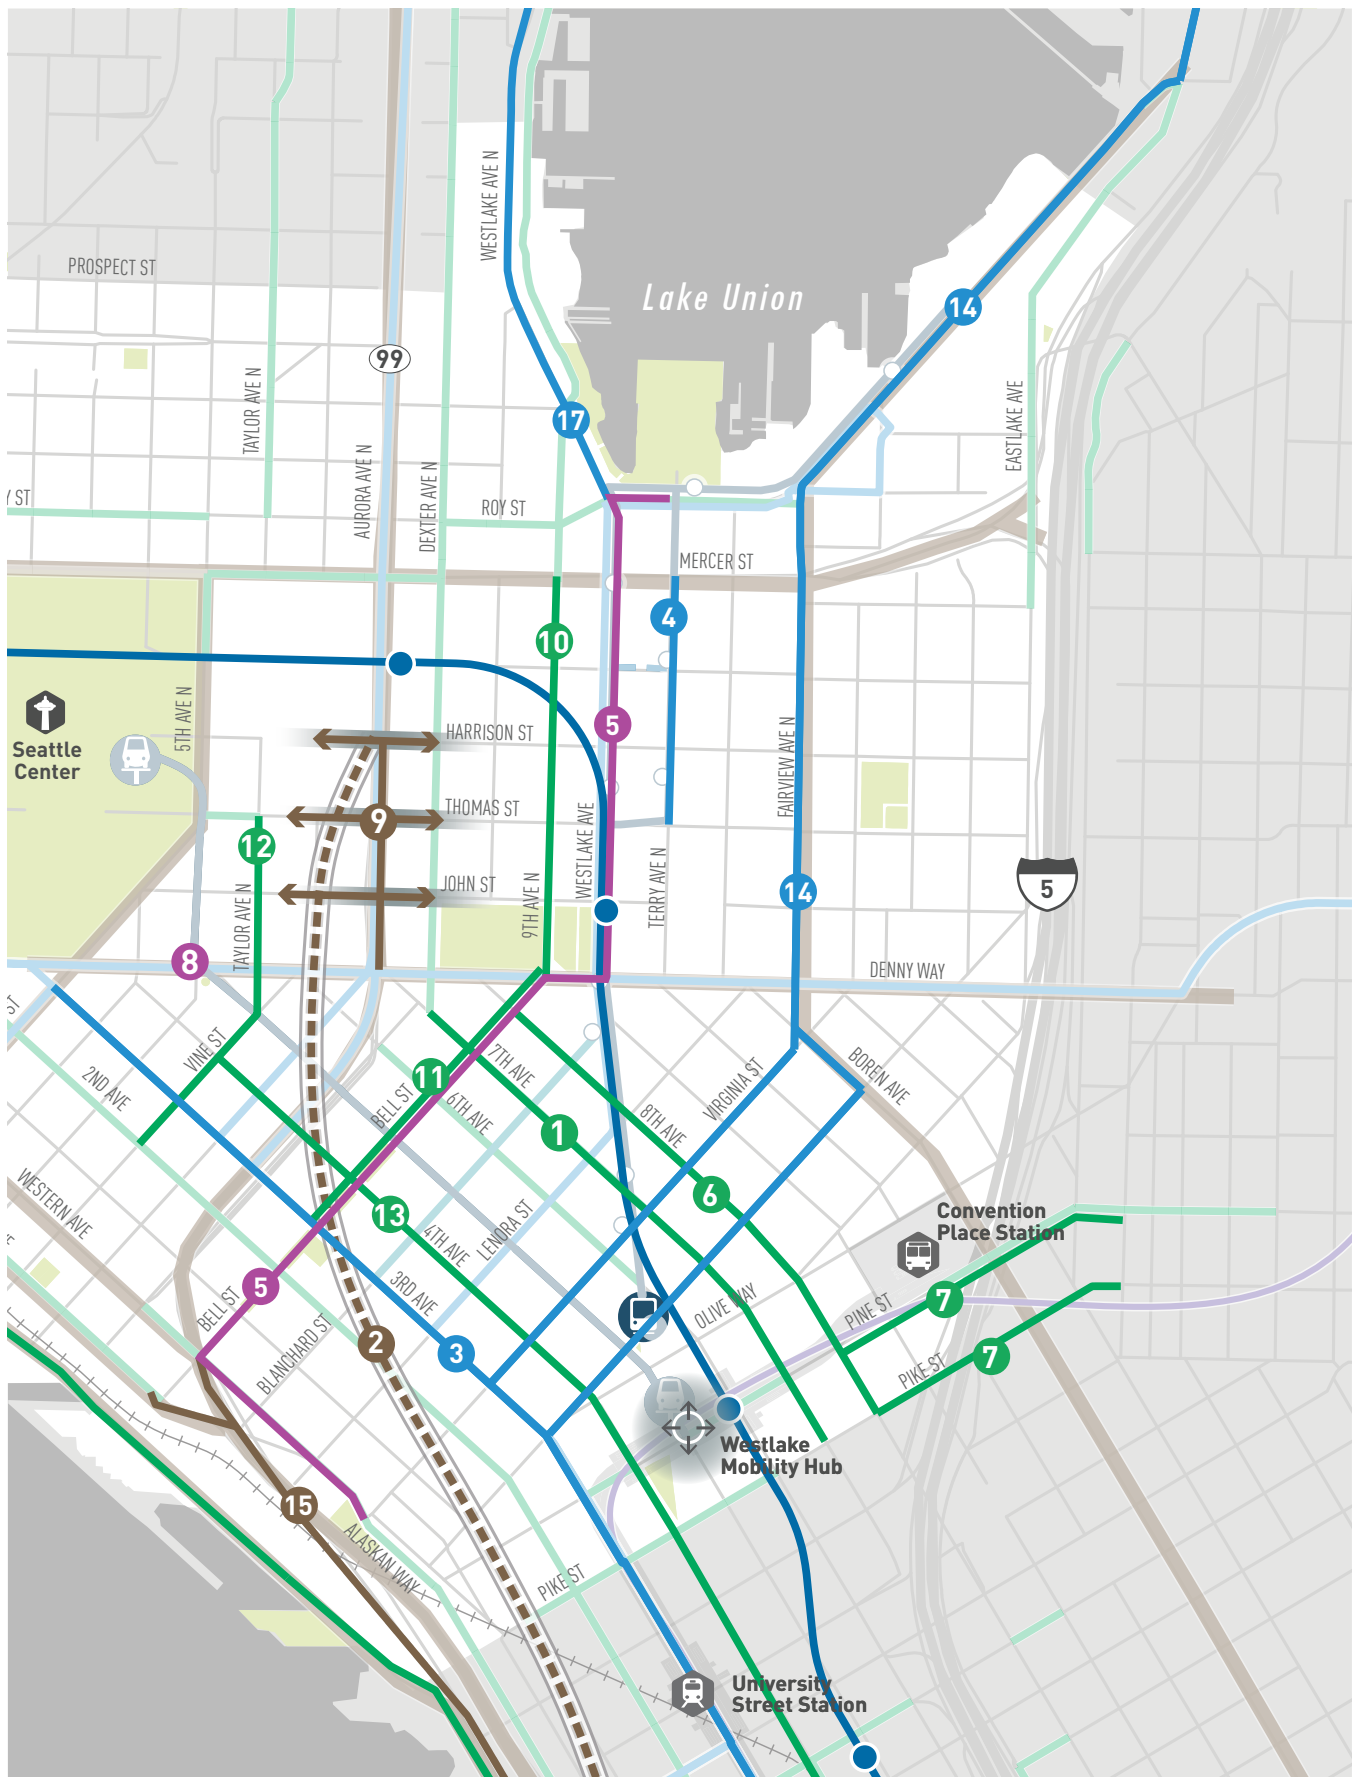 WESTLAKE AVE N
PROSPECT ST
Lake Union
14
99
TAYLOR AVE N
17
EASTLAKE AVE
AURORA AVE N
DEXTER AVE N
Y ST
ROY ST
MERCER ST
10
4
5TH AVE N
Seattle
Center
HARRISON ST
5
FAIRVIEW AVE N
THOMAS ST
9
12
WESTLAKE AVE
TERRY AVE N
JOHN ST
9TH AVE N
14
5
TAYLOR AVE N
8
DENNY WAY
ST
VINE ST
2ND AVE
BELL ST
11
7TH AVE
6TH AVE
1
8TH AVE
VIRGINIA ST
BOREN AVE
6
WESTERN AVE
13
4TH AVE
LENORA ST
Convention
Place Station
3RD AVE
5
BELL ST
BLANCHARD ST
2
3
OLIVE WAY
PINE ST
7
PIKE ST
7
Westlake
Mobility Hub
15
ALASKAN WAY
PIKE ST
University
Street Station